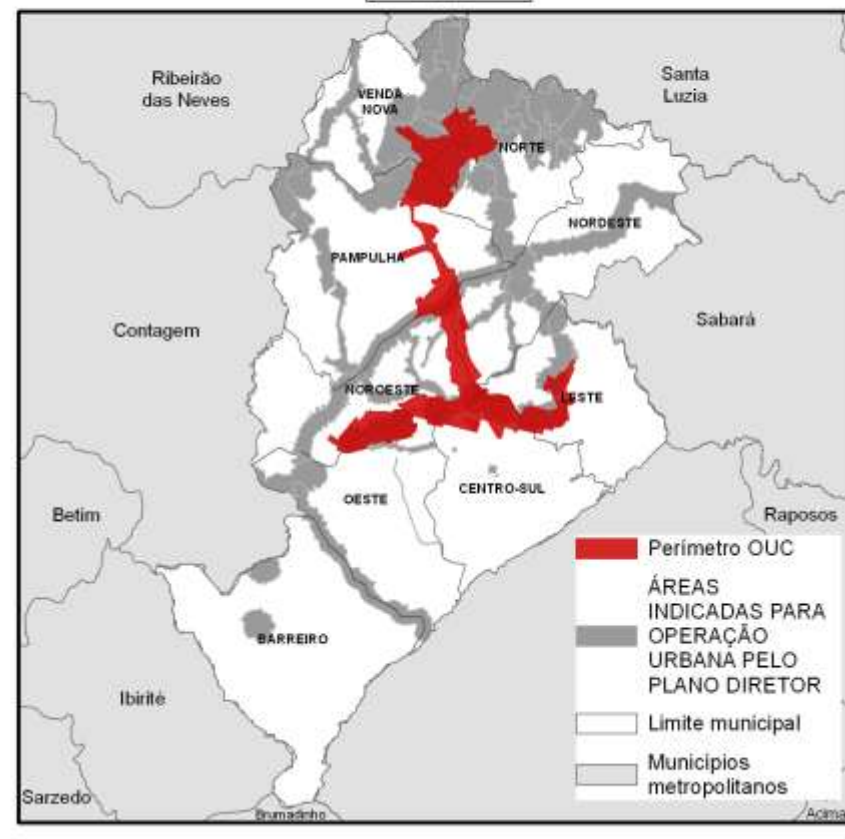 Ribeirão
das Neves
Santa
Luzia
VENDA
NOVA
NORTE
NORDESTE
PAMPULHA
Contagem
Sabará
NOROESTE
LESTE
CENTRO-SUL
OESTE
Betim
Raposos
BARREIRO
Ibirité
Sarzedo
Brumadinho
Perímetro OUC
ÁREAS
INDICADAS PARA
OPERAÇÃO
URBANA PELO
PLANO DIRETOR
Limite municipal
Municípios
metropolitanos
Acima